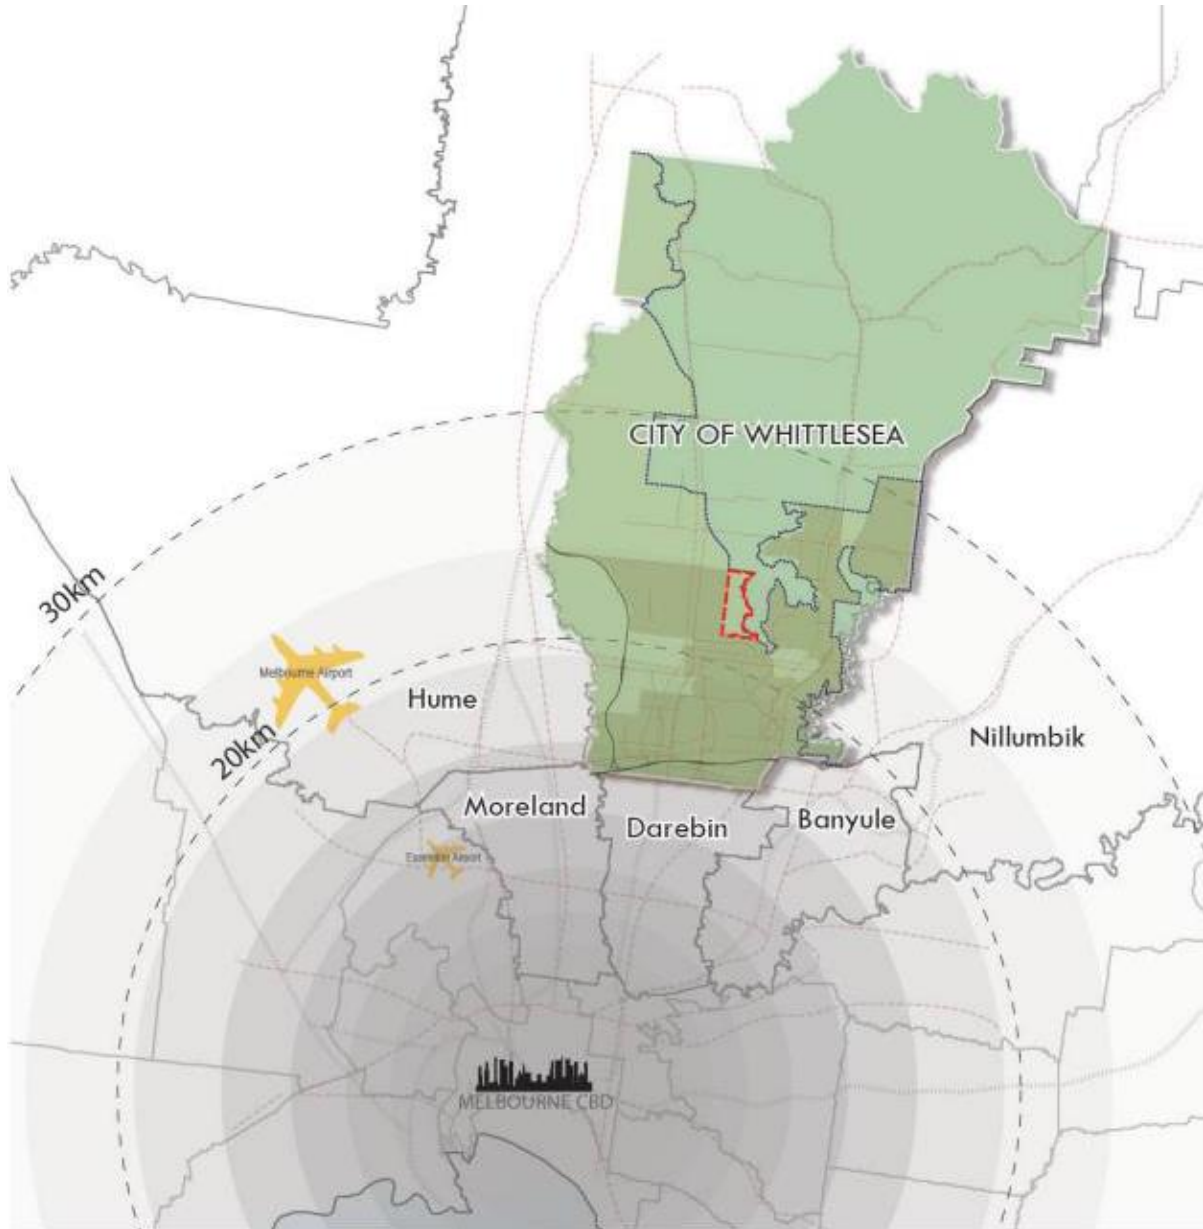 CITY OF WHITTLESEA
30km
Melbourne Airport
Hume
20km
Nillumbik
Moreland
Darebin
Banyule
Essendon Airport
MELBOURNE CBD